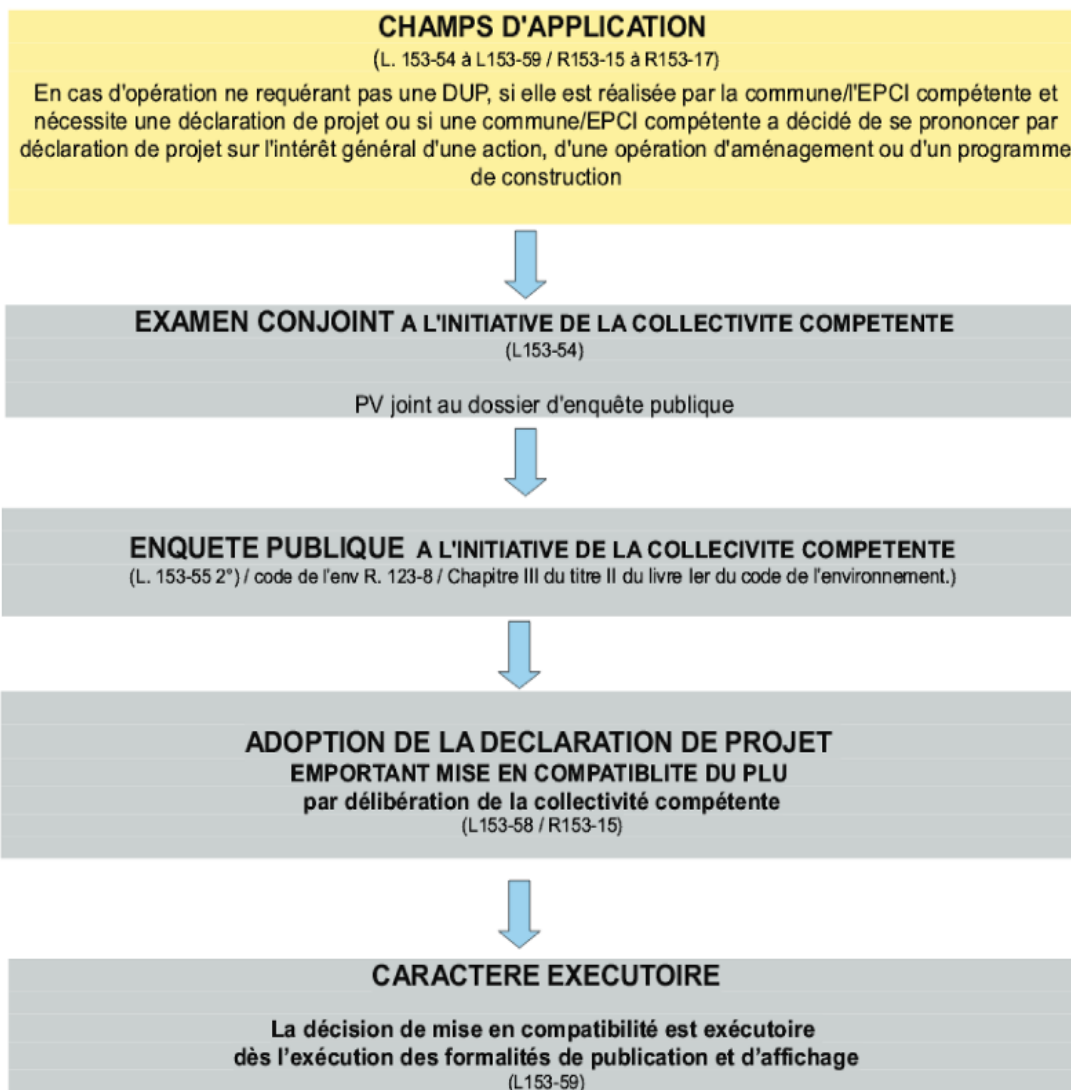 CHAMPS D'APPLICATION
(L. 153-54 à L153-59 / R153-15 à R153-17)
En cas d'opération ne requérant pas une DUP, si elle est réalisée par la commune/l'EPCI compétente et
nécessite une déclaration de projet ou si une commune/EPCI compétente a décidé de se prononcer par
déclaration de projet sur l'intérêt général d'une action, d'une opération d'aménagement ou d'un programme
de construction
EXAMEN CONJOINT A L'INITIATIVE DE LA COLLECTIVITE COMPETENTE
(L153-54)
PV joint au dossier d'enquête publique
ENQUETE PUBLIQUE A L'INITIATIVE DE LA COLLECIVITE COMPETENTE
(L. 153-55 2°) / code de l'env R. 123-8 / Chapitre III du titre II du livre Ier du code de l'environnement.)
ADOPTION DE LA DECLARATION DE PROJET
EMPORTANT MISE EN COMPATIBLITE DU PLU
par délibération de la collectivité compétente
(L153-58 / R153-15)
CARACTERE EXECUTOIRE
La décision de mise en compatibilité est exécutoire
dès l'exécution des formalités de publication et d'affichage
(L153-59)